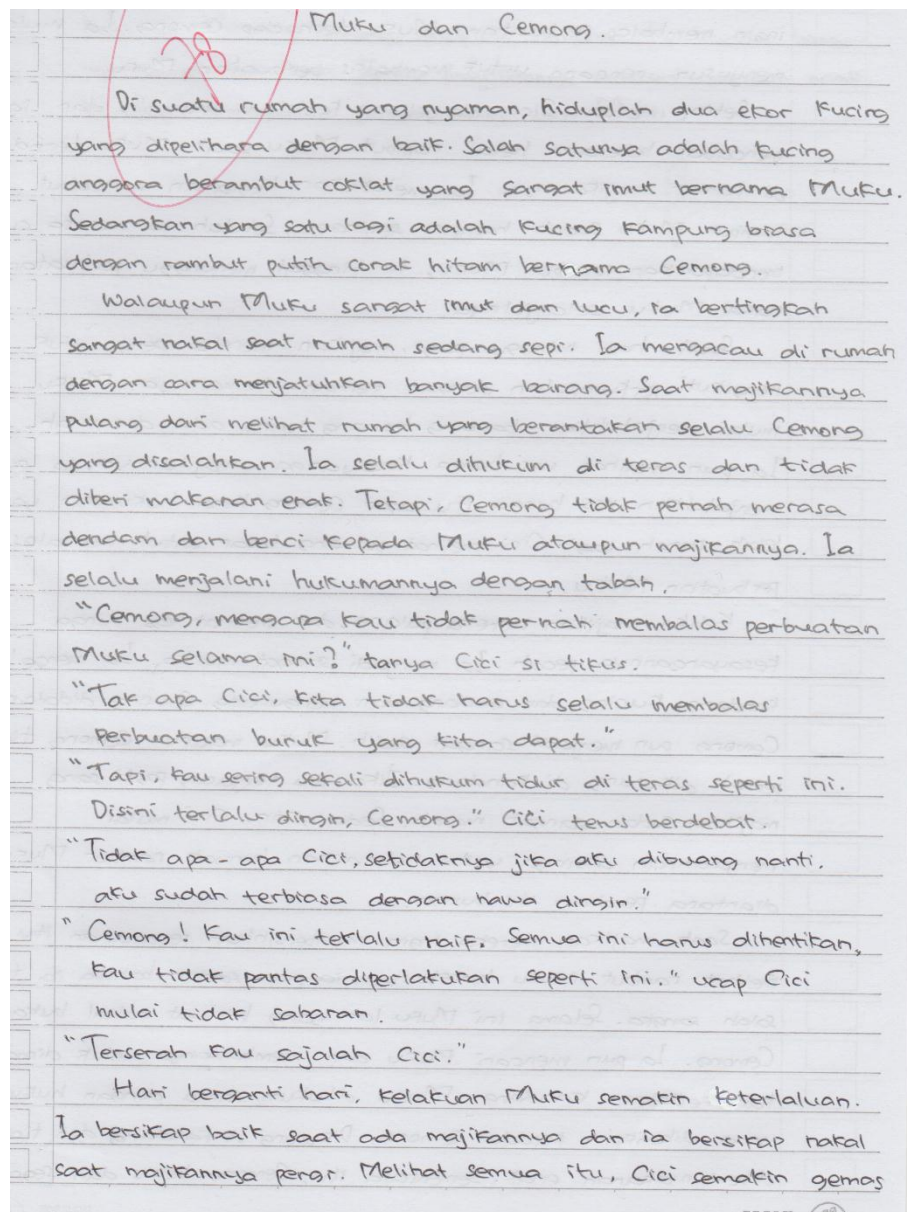 Muku dan Cemong.
78
Di suatu rumah yang nyaman, hiduplah dua ekor kucing
yang dipelihara dengan baik. Salah satunya adalah kucing
anggora berambut coklat yang sangat imut bernama Muku.
Sedangkan yang satu lagi adalah kucing kampung biasa
dengan rambut putih corak hitam bernama Cemong.
Walaupun Muku sangat imut dan lucu, ia bertingkah
sangat nakal saat rumah sedang sepi. Ia mengacau di rumah
dengan cara menjatuhkan banyak barang. Saat majikannya
pulang dan melihat rumah yang berantakan selalu Cemong
yang disalahkan. Ia selalu dihukum di teras dan tidak
diberi makanan enak. Tetapi, Cemong tidak pernah merasa
dendam dan benci kepada Muku ataupun majikannya. Ia
selalu menjalani hukumannya dengan tabah.
"Cemong, mengapa kau tidak pernah membalas perbuatan
Muku selama ini?" tanya Cici si tikus.
"Tak apa Cici, kita tidak harus selalu membalas
perbuatan buruk yang kita dapat."
"Tapi, kau sering sekali dihukum tidur di teras seperti ini.
Disini terlalu dingin, Cemong." Cici terus berdebat.
"Tidak apa-apa Cici, setidaknya jika aku dibuang nanti.
aku sudah terbiasa dengan hawa dingin."
"Cemong! Kau ini terlalu naif. Semua ini harus dihentikan,
kau tidak pantas diperlakukan seperti ini." ucap Cici
mulai tidak sabaran.
"Terserah kau sajalah Cici."
Hari berganti hari, kelakuan Muku semakin keterlaluan.
Ia bersikap baik saat ada majikannya dan ia bersikap nakal
saat majikannya pergi. Melihat semua itu, Cici semakin gemas